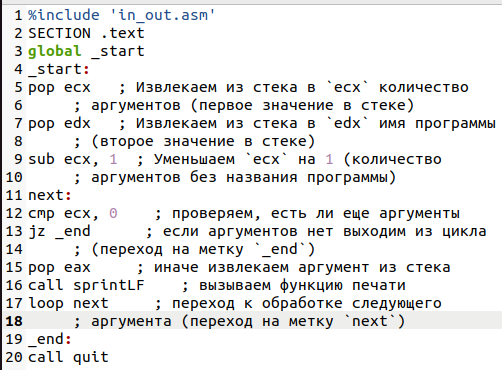 1 %include 'in_out.asm'
2 SECTION .text
3 global _start
4 _start:
5 pop ecx   ; Извлекаем из стека в `ecx` количество
6      ; аргументов (первое значение в стеке)
7 pop edx   ; Извлекаем из стека в `edx` имя программы
8      ; (второе значение в стеке)
9 sub ecx, 1  ; Уменьшаем `ecx` на 1 (количество
10      ; аргументов без названия программы)
11 next:
12 cmp ecx, 0    ; проверяем, есть ли еще аргументы
13 jz _end      ; если аргументов нет выходим из цикла
14      ; (переход на метку `_end`)
15 pop eax     ; иначе извлекаем аргумент из стека
16 call sprintLF    ; вызываем функцию печати
17 loop next     ; переход к обработке следующего
18      ; аргумента (переход на метку `next`)
19 _end:
20 call quit